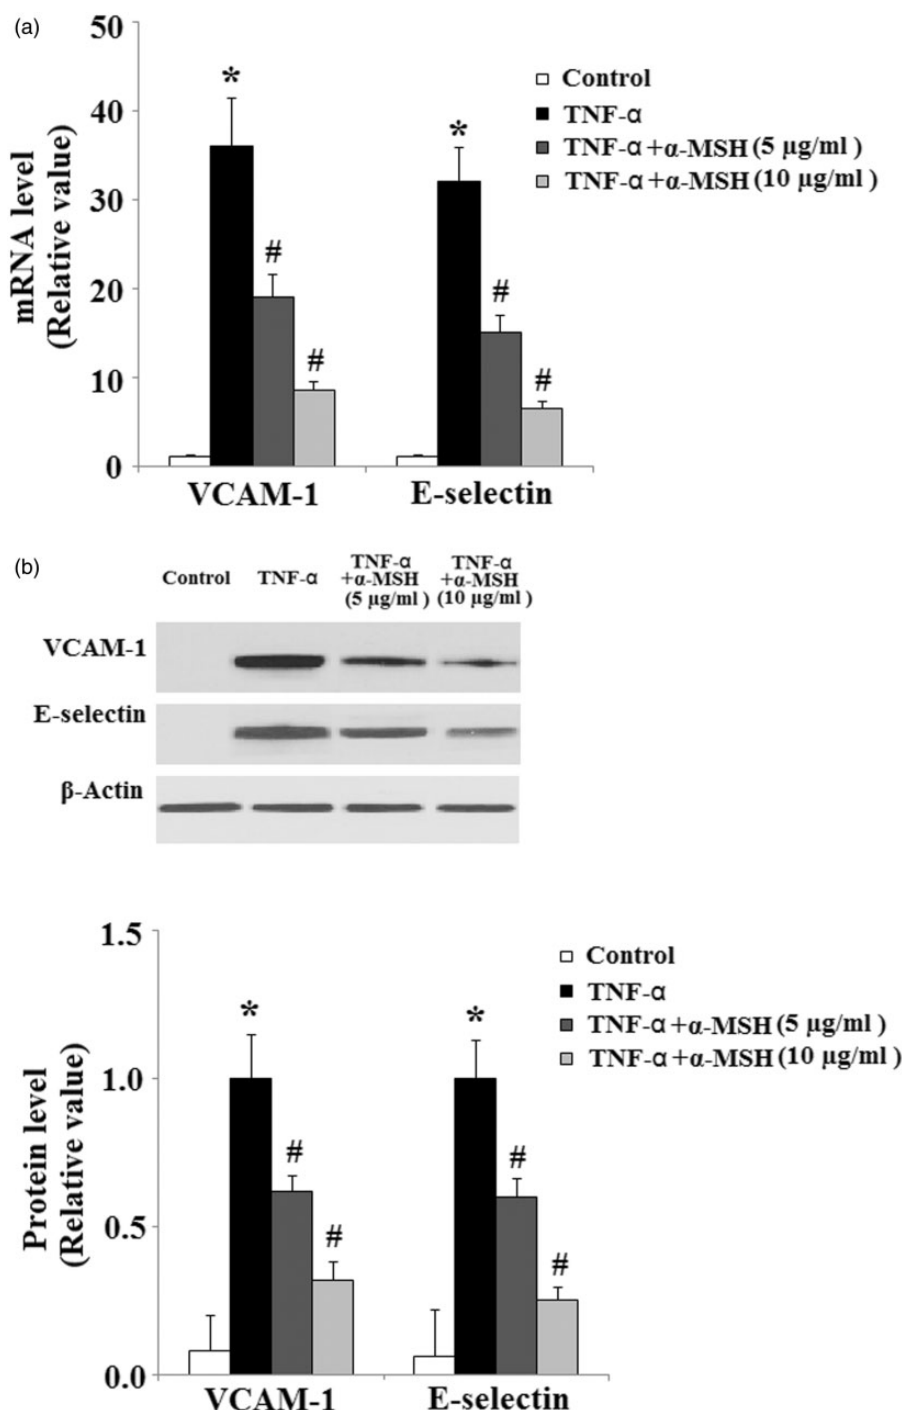 (a)
50
40
30
20
10
0
mRNA level
(Relative value)
*
#
#
*
#
#
Control
TNF-α
TNF-α+α-MSH (5 μg/ml )
TNF-α+α-MSH (10 μg/ml )
VCAM-1
E-selectin
(b)
Control
TNF-α
TNF-α
+α-MSH
(5 μg/ml )
TNF-α
+α-MSH
(10 μg/ml )
VCAM-1
E-selectin
β-Actin
1.5
1.0
0.5
0.0
Protein level
(Relative value)
*
#
#
*
#
#
Control
TNF-α
TNF-α+α-MSH (5 μg/ml )
TNF-α+α-MSH (10 μg/ml )
VCAM-1
E-selectin